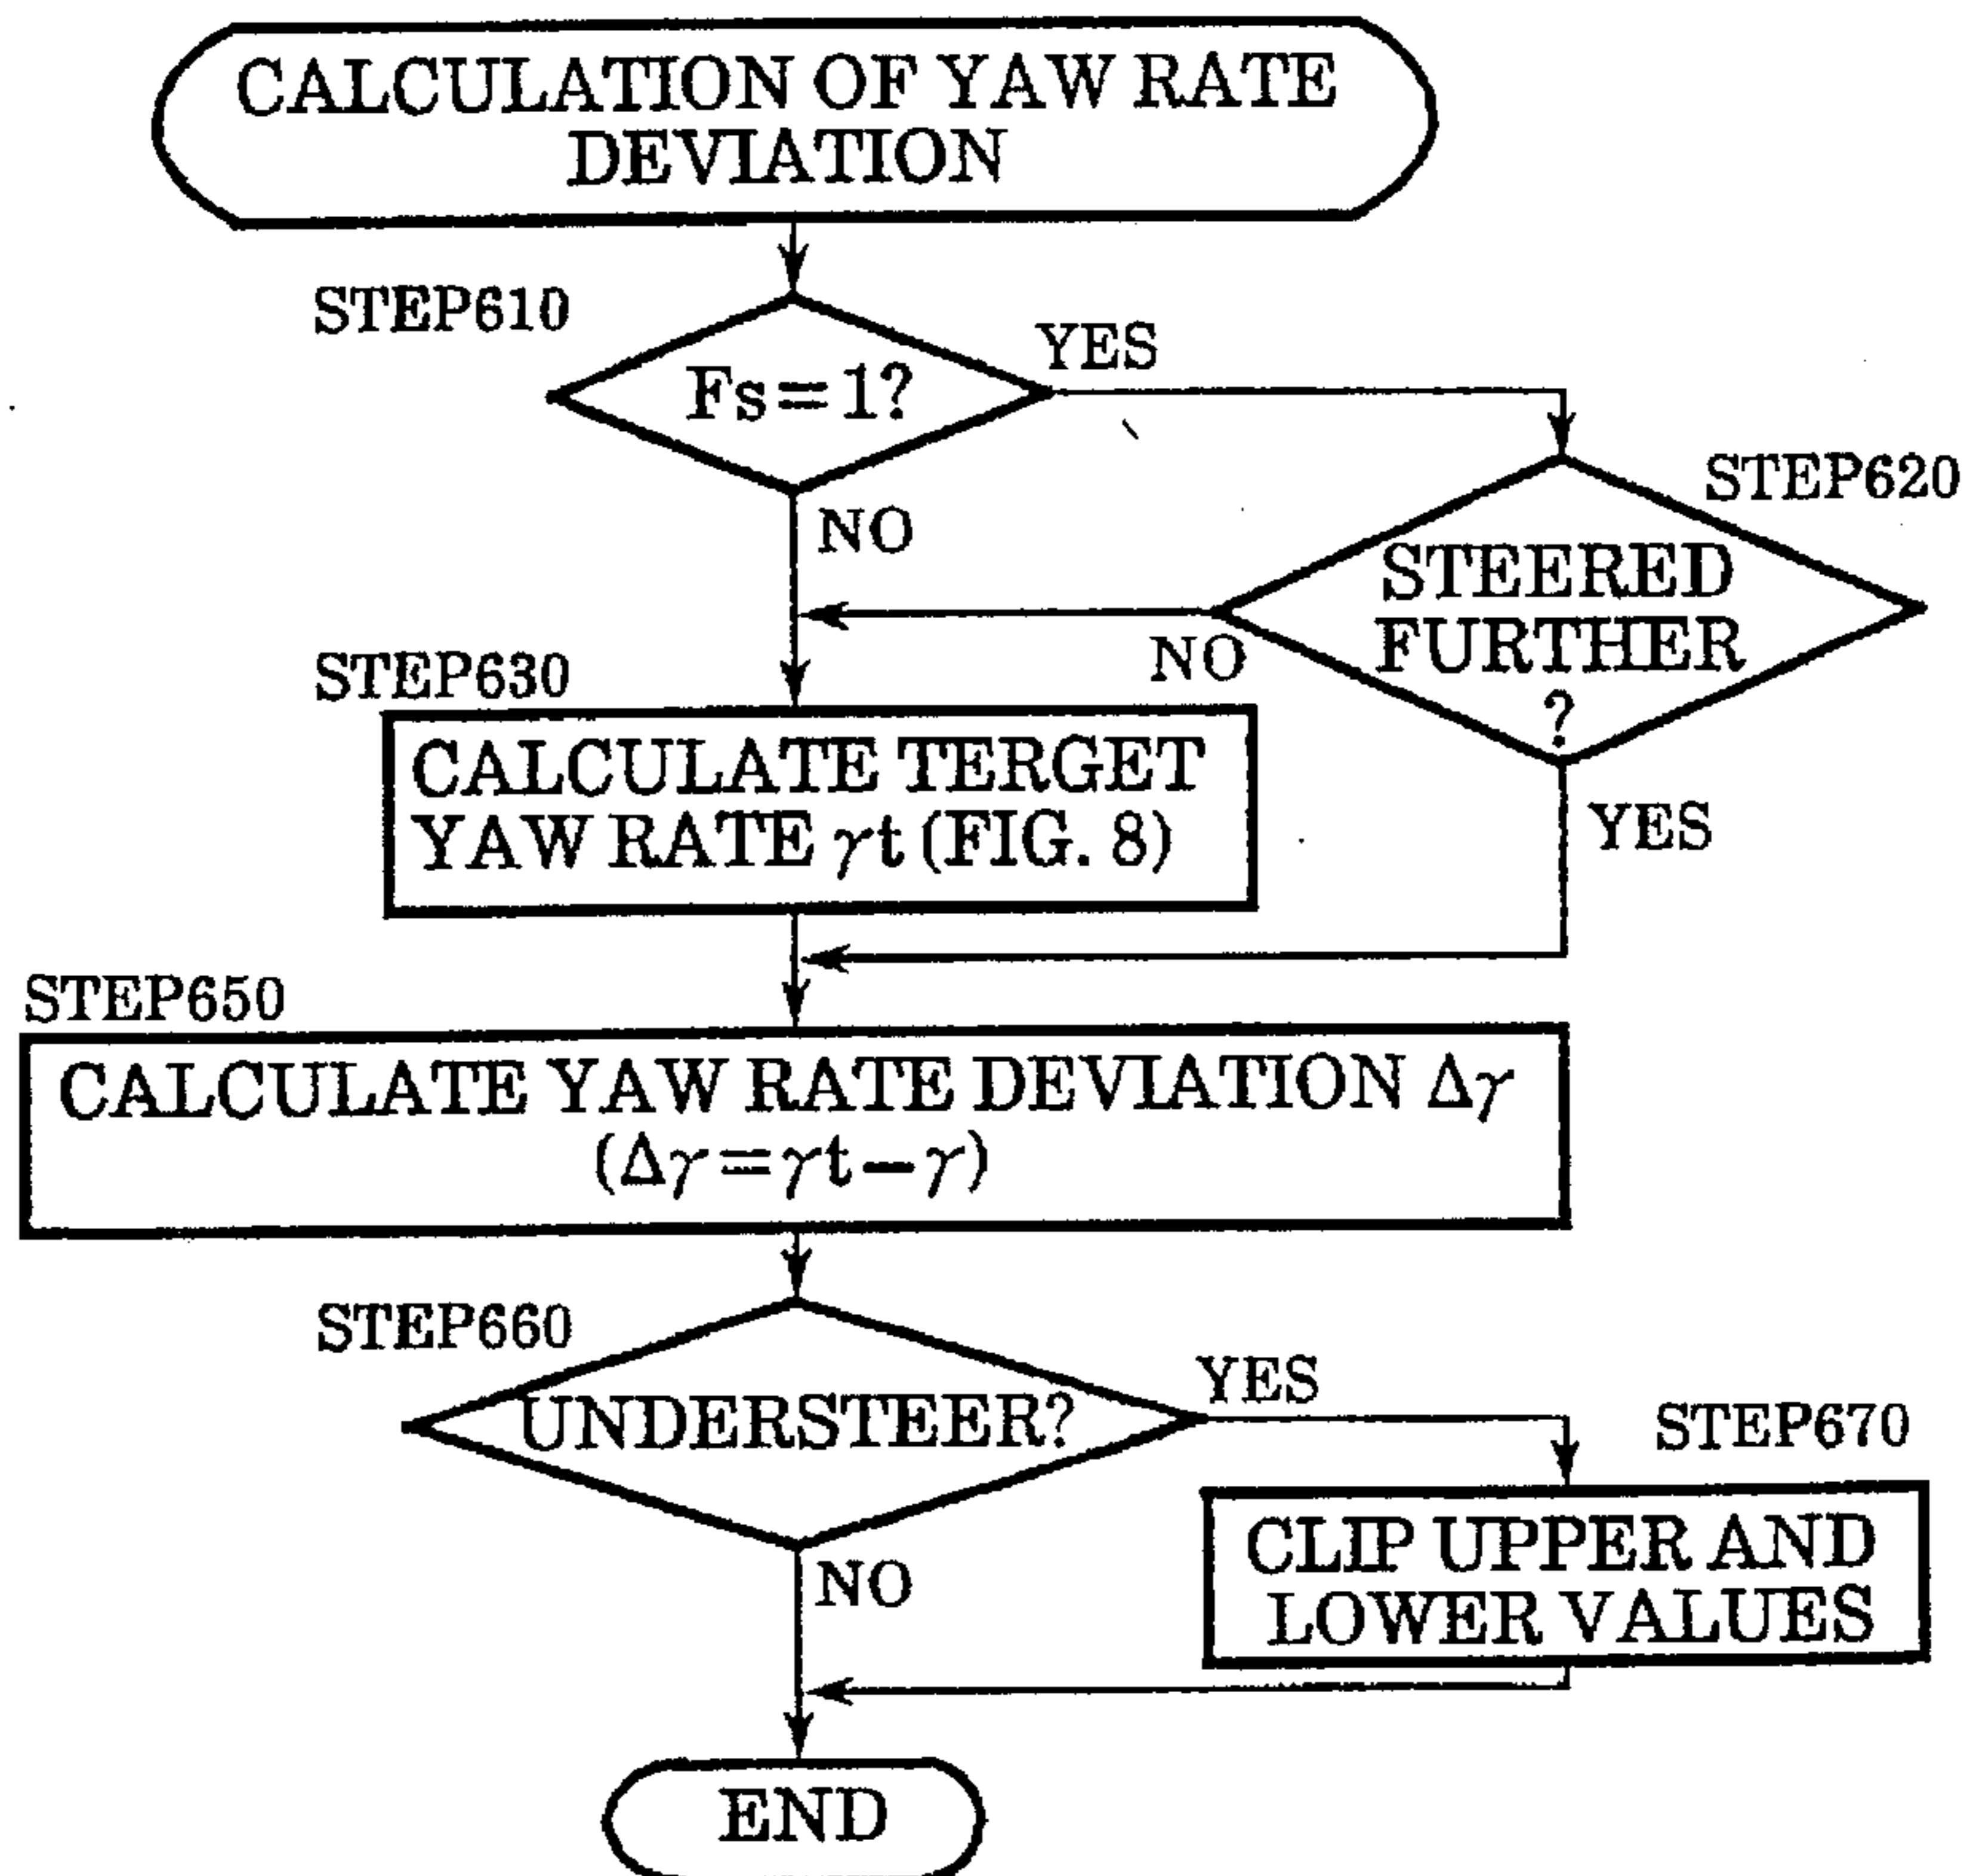 CALCULATION OF YAW RATE
DEVIATION
STEP610
Fs=1?
YES
NO
STEP620
STEERED
FURTHER
?
NO
YES
STEP630
CALCULATE TERGET
YAW RATE γt (FIG. 8)
STEP650
CALCULATE YAW RATE DEVIATION Δγ
(Δγ=γt−γ)
STEP660
UNDERSTEER?
YES
NO
STEP670
CLIP UPPER AND
LOWER VALUES
END